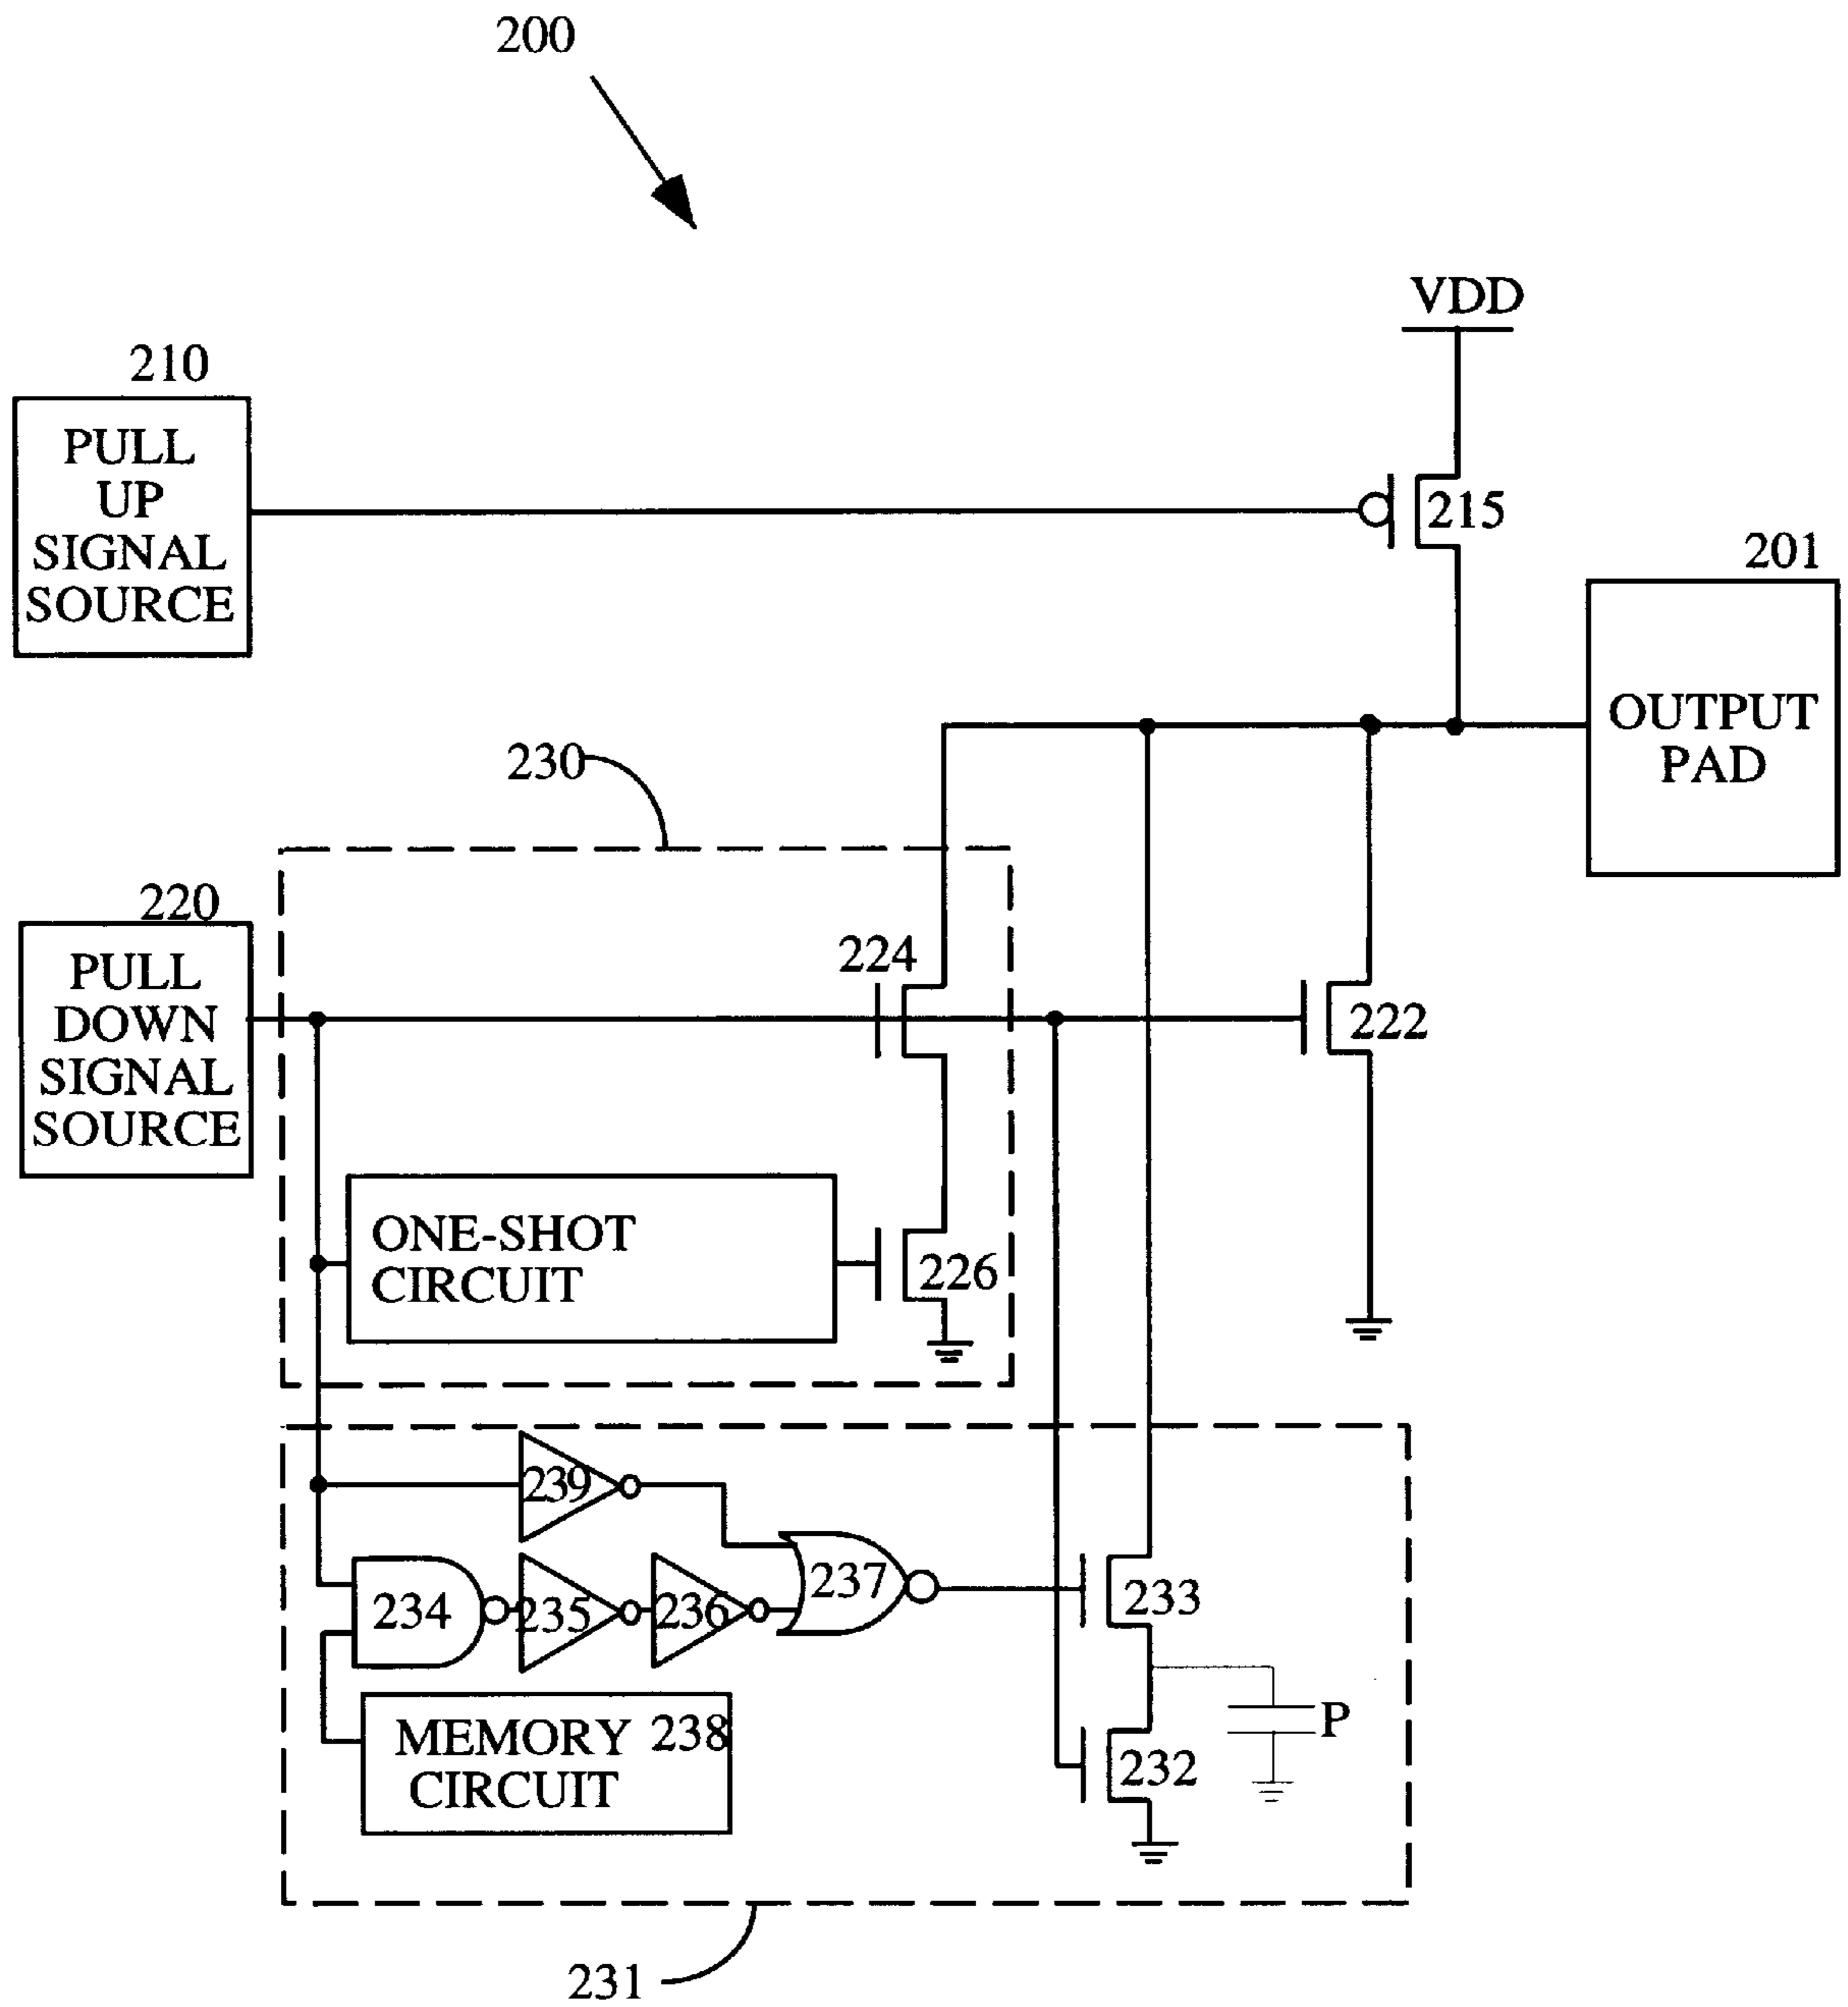 200
VDD
210
PULL
UP
SIGNAL
SOURCE
215
201
OUTPUT
PAD
230
220
PULL
DOWN
SIGNAL
SOURCE
224
222
ONE-SHOT
CIRCUIT
226
239
234
235
236
237
233
MEMORY 238
CIRCUIT
P
232
231